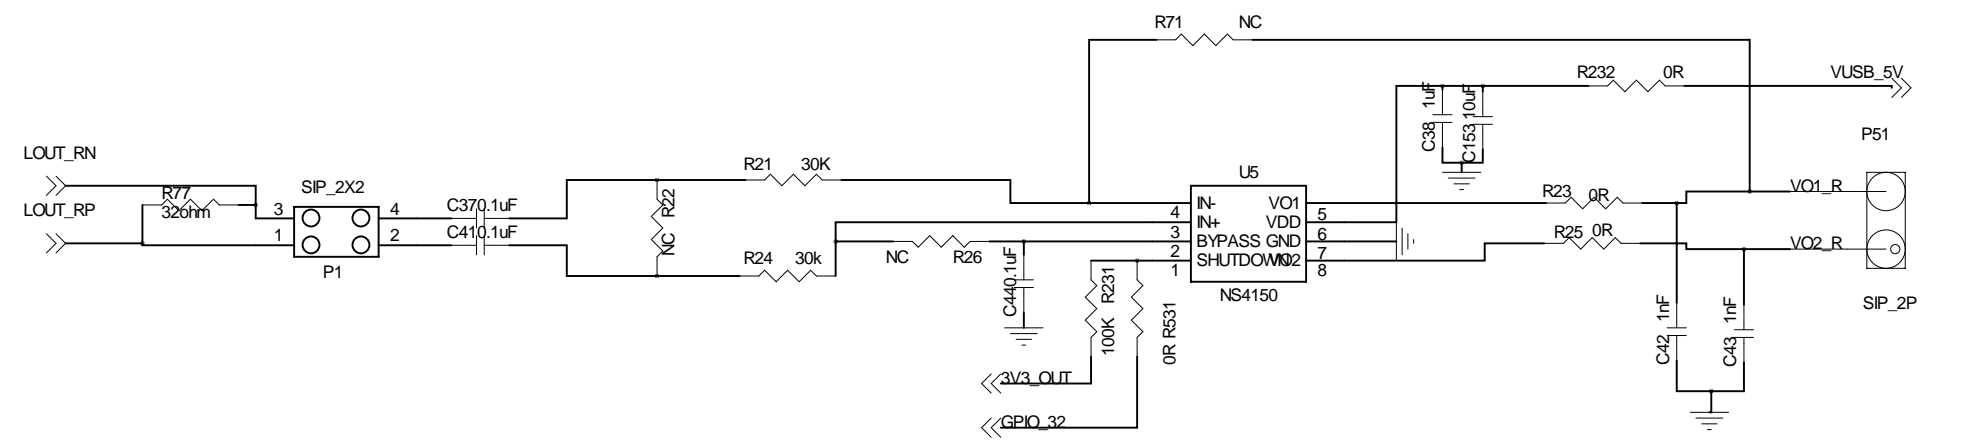 R71 NC
R232 0R VUSB_5V
C38 1uF
C153 10uF
P51
LOUT_RN
R21 30K
U5
R77
32ohm
SIP_2X2
LOUT_RP
3 4
1 2
P1
C37 0.1uF
C41 0.1uF
R22
NC
R24 30k
NC R26
C44 0.1uF
IN- VO1
4 IN+ VDD 5
3 BYPASS GND 6
2 SHUTDOWN VO2 7
1 8
NS4150
R23 0R
R25 0R
VO1_R
VO2_R
SIP_2P
100K R231
0R R531
C42 1nF
C43 1nF
3V3_OUT
GPIO_32